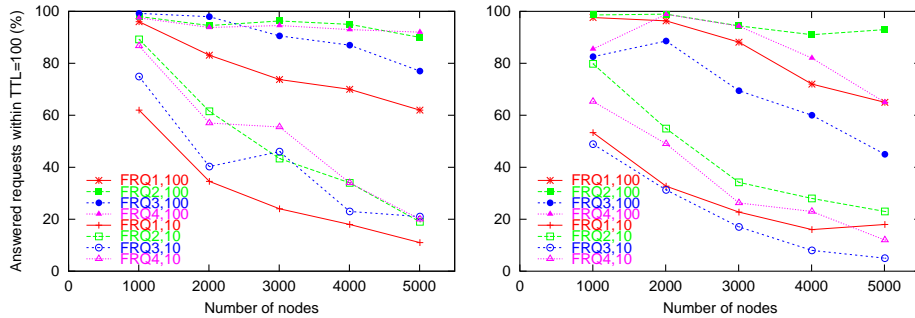 Answered requests within TTL=100 (%)
100
80
60
40
20
0
FRQ1,100
FRQ2,100
FRQ3,100
FRQ4,100
FRQ1,10
FRQ2,10
FRQ3,10
FRQ4,10
0 1000 2000 3000 4000 5000
Number of nodes
100
80
60
40
20
0
FRQ1,100
FRQ2,100
FRQ3,100
FRQ4,100
FRQ1,10
FRQ2,10
FRQ3,10
FRQ4,10
0 1000 2000 3000 4000 5000
Number of nodes